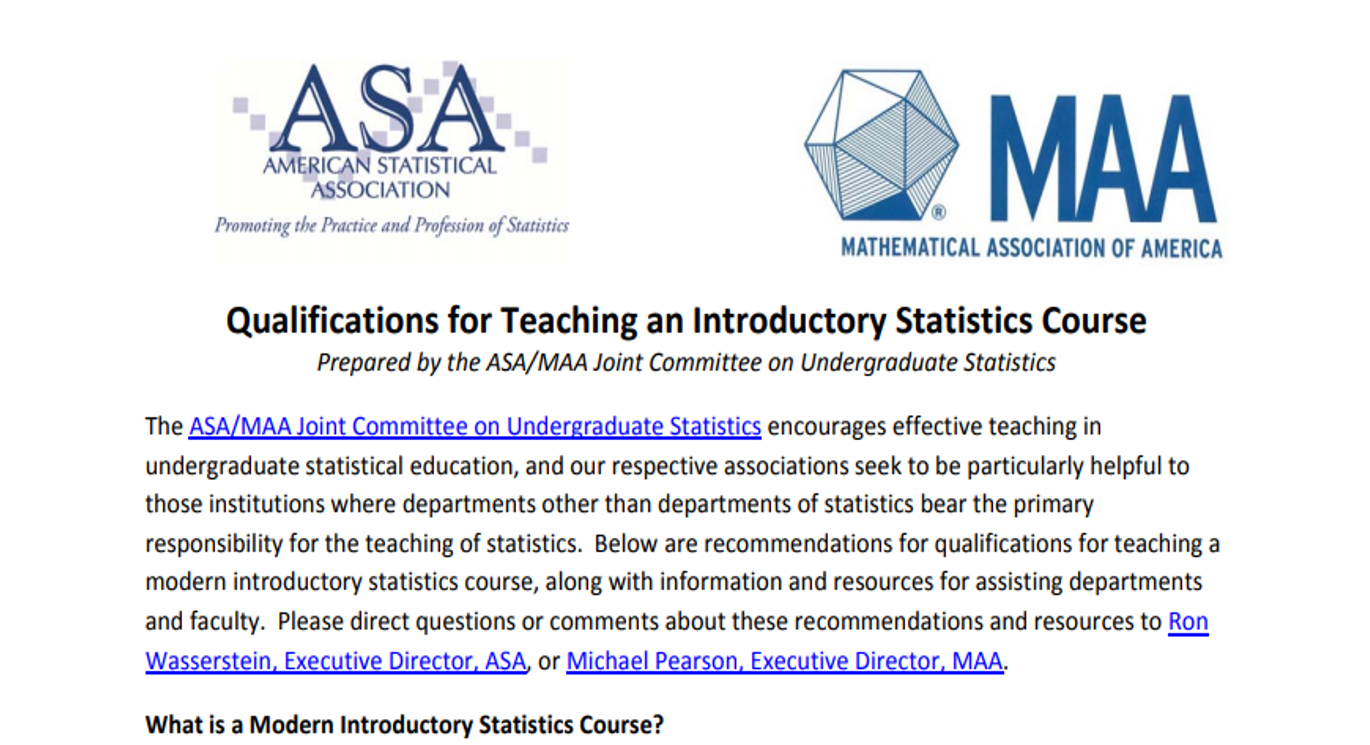 ASA
AMERICAN STATISTICAL
ASSOCIATION
Promoting the Practice and Profession of Statistics
®
MAA
MATHEMATICAL ASSOCIATION OF AMERICA
Qualifications for Teaching an Introductory Statistics Course
Prepared by the ASA/MAA Joint Committee on Undergraduate Statistics
The ASA/MAA Joint Committee on Undergraduate Statistics encourages effective teaching in
undergraduate statistical education, and our respective associations seek to be particularly helpful to
those institutions where departments other than departments of statistics bear the primary
responsibility for the teaching of statistics.  Below are recommendations for qualifications for teaching a
modern introductory statistics course, along with information and resources for assisting departments
and faculty.  Please direct questions or comments about these recommendations and resources to Ron
Wasserstein, Executive Director, ASA, or Michael Pearson, Executive Director, MAA.
What is a Modern Introductory Statistics Course?